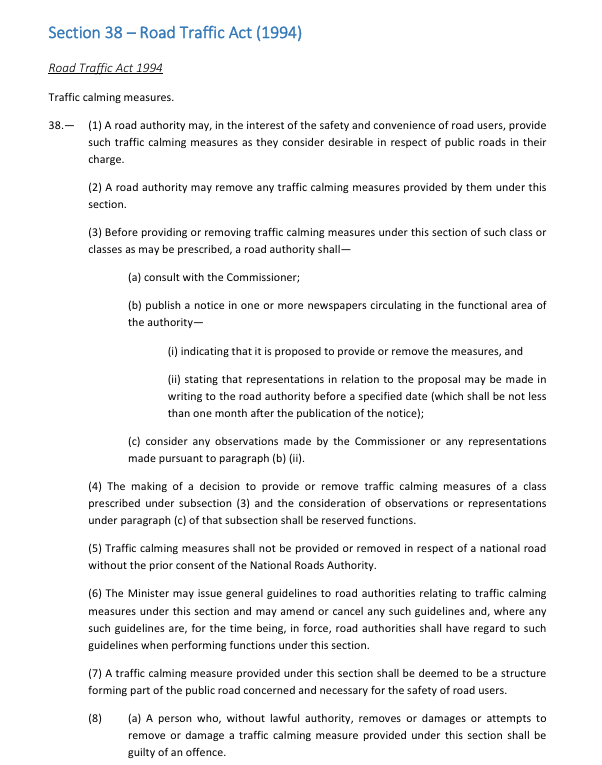 Section 38 – Road Traffic Act (1994)
Road Traffic Act 1994
Traffic calming measures.
38.— (1) A road authority may, in the interest of the safety and convenience of road users, provide
such traffic calming measures as they consider desirable in respect of public roads in their
charge.
(2) A road authority may remove any traffic calming measures provided by them under this
section.
(3) Before providing or removing traffic calming measures under this section of such class or
classes as may be prescribed, a road authority shall—
(a) consult with the Commissioner;
(b) publish a notice in one or more newspapers circulating in the functional area of
the authority—
(i) indicating that it is proposed to provide or remove the measures, and
(ii) stating that representations in relation to the proposal may be made in
writing to the road authority before a specified date (which shall be not less
than one month after the publication of the notice);
(c) consider any observations made by the Commissioner or any representations
made pursuant to paragraph (b) (ii).
(4) The making of a decision to provide or remove traffic calming measures of a class
prescribed under subsection (3) and the consideration of observations or representations
under paragraph (c) of that subsection shall be reserved functions.
(5) Traffic calming measures shall not be provided or removed in respect of a national road
without the prior consent of the National Roads Authority.
(6) The Minister may issue general guidelines to road authorities relating to traffic calming
measures under this section and may amend or cancel any such guidelines and, where any
such guidelines are, for the time being, in force, road authorities shall have regard to such
guidelines when performing functions under this section.
(7) A traffic calming measure provided under this section shall be deemed to be a structure
forming part of the public road concerned and necessary for the safety of road users.
(8) (a) A person who, without lawful authority, removes or damages or attempts to
remove or damage a traffic calming measure provided under this section shall be
guilty of an offence.